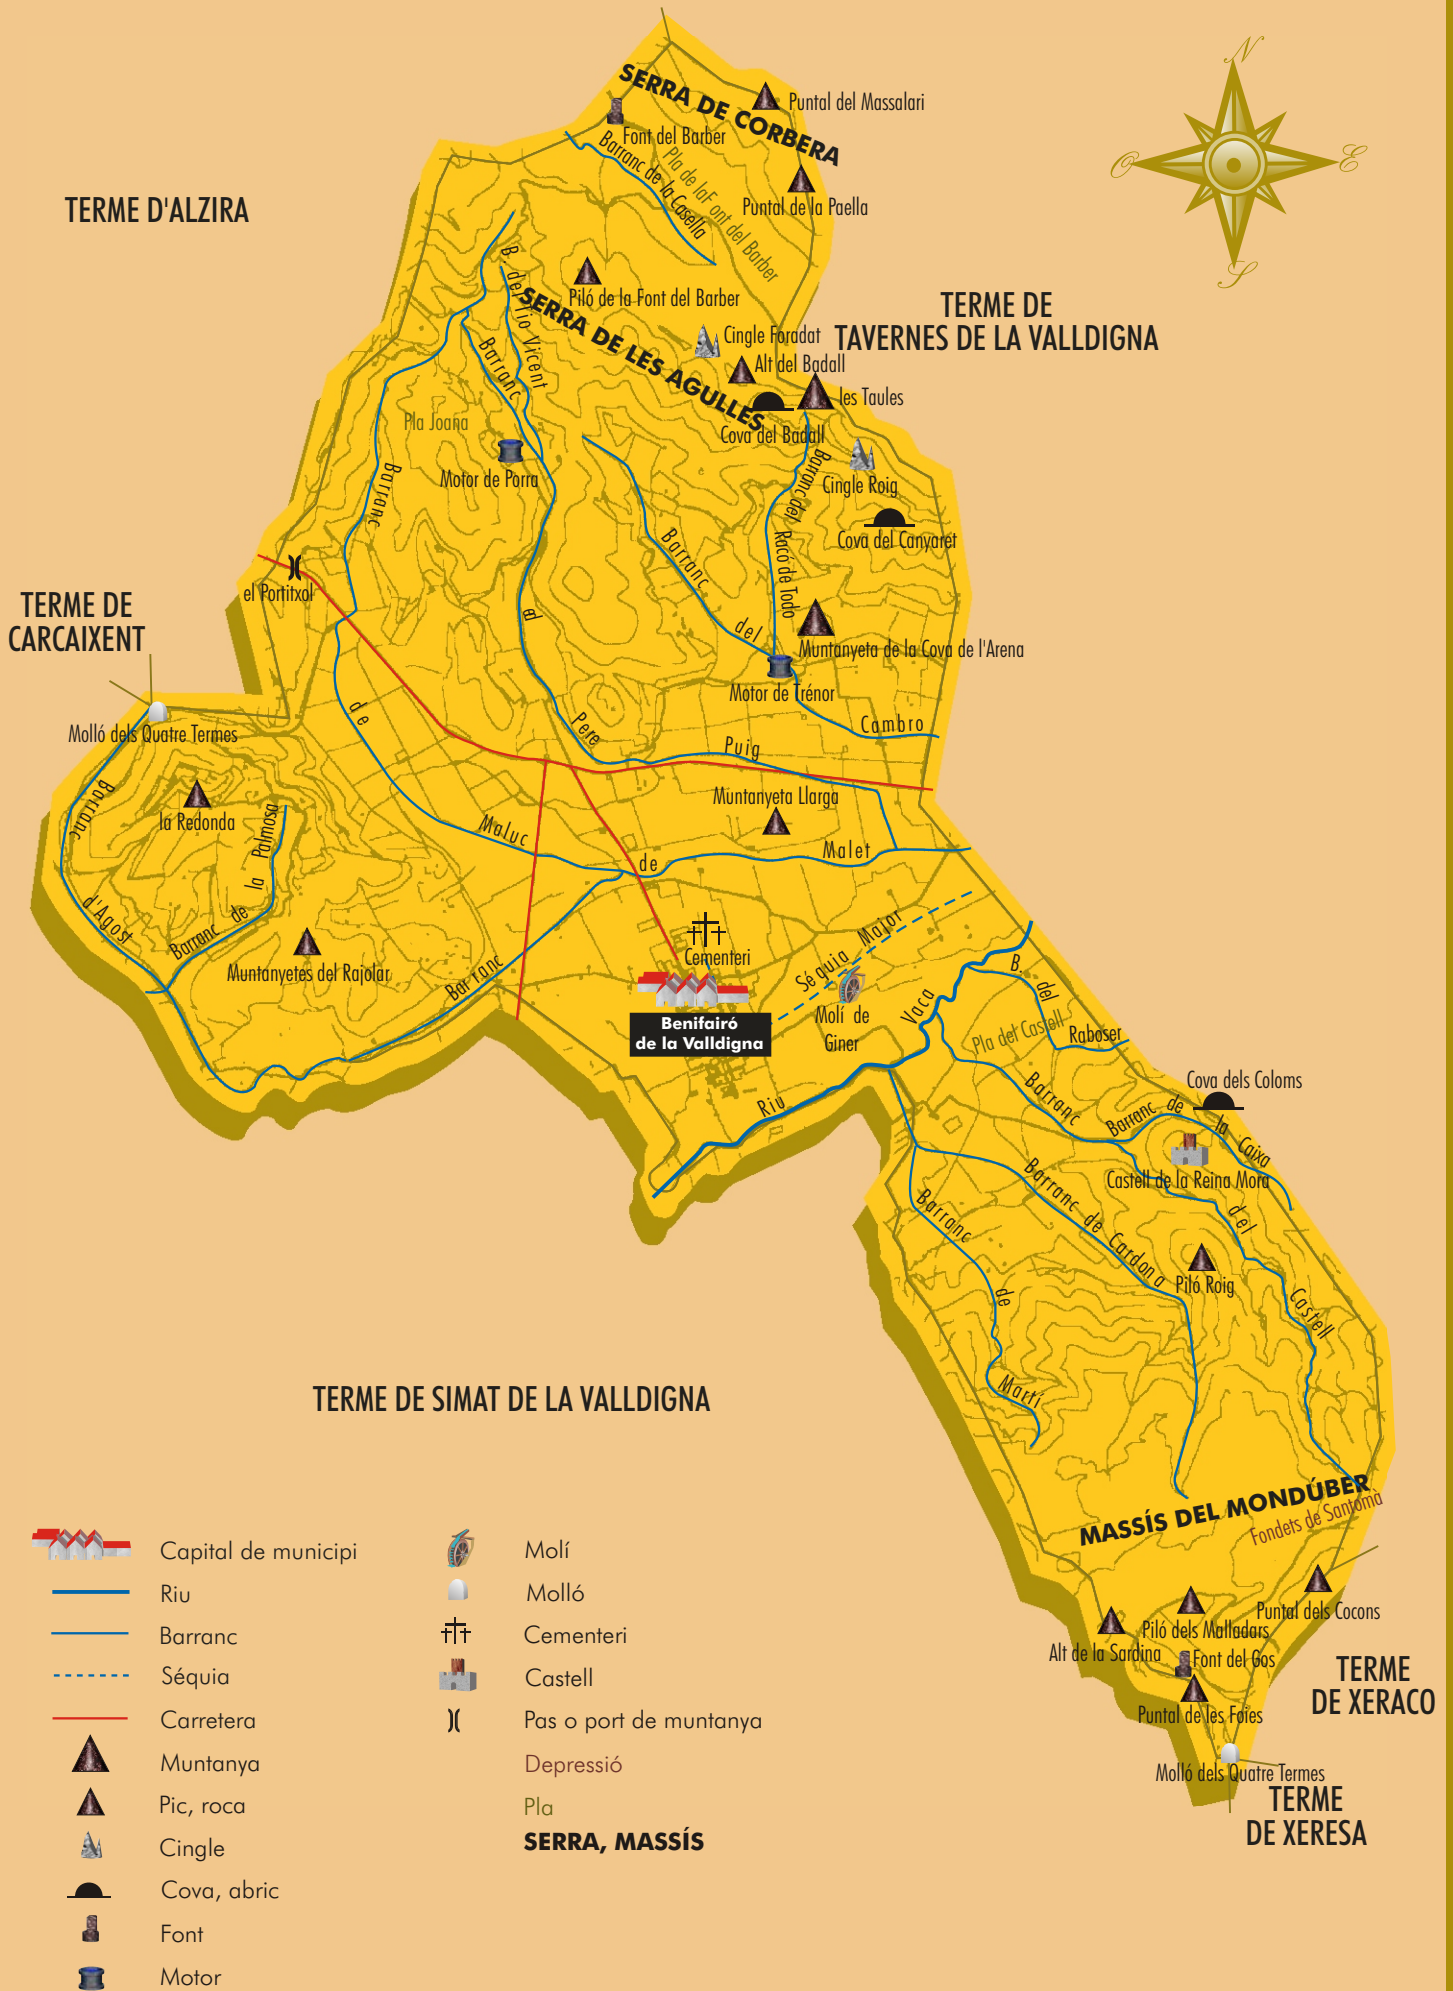 N
E
S
O
SERRA DE CORBERA
Puntal del Massalari
Font del Barber
Barranc de la Casella
Pla de laFont del Barber
Puntal de la Paella
TERME D'ALZIRA
B. del Tio Vicent
Piló de la Font del Barber
SERRA DE LES AGULLES
TERME DE
TAVERNES DE LA VALLDIGNA
Cingle Foradat
Alt del Badall
les Taules
Cova del Badall
Barranc
Pla Joana
Motor de Porra
Barranc
Barranc del Racó de Todo
Cingle Roig
Cova del Canyaret
Barranc del Cambro
el Portitxol
TERME DE
CARCAIXENT
Muntanyeta de la Cova de l'Arena
Motor de Trénor
Molló dels Quatre Termes
de
Pere
Puig
Barranc
d'Agost
la Redonda
Barranc de la Palmosa
Muntanyeta Llarga
Maluc
de
Malet
Muntanyetes del Rajolar
Barranc
Cementeri
Séquia Major
Molí de
Giner
Benifairó
de la Valldigna
Riu
Vaca
B. del Raboser
Pla del Castell
Cova dels Coloms
Barranc
Barranc de la Caixa
Castell de la Reina Mora
del
Castell
Barranc de Cardona
Barranc de Martí
Piló Roig
TERME DE SIMAT DE LA VALLDIGNA
MASSÍS DEL MONDÚBER
Fondets de Santomà
Puntal dels Cocons
Piló dels Malladars
Alt de la Sardina
Font del Gos
Puntal de les Foies
TERME
DE XERACO
Molló dels Quatre Termes
TERME
DE XERESA
Capital de municipi
Riu
Barranc
Séquia
Carretera
Muntanya
Pic, roca
Cingle
Cova, abric
Font
Motor
Molí
Molló
Cementeri
Castell
Pas o port de muntanya
Depressió
Pla
SERRA, MASSÍS